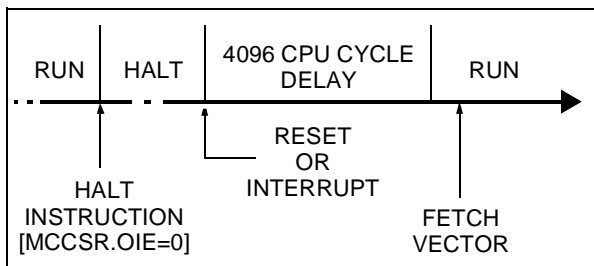 RUN
HALT
4096 CPU CYCLE
DELAY
RUN
RESET
OR
INTERRUPT
HALT
INSTRUCTION
[MCCSR.OIE=0]
FETCH
VECTOR